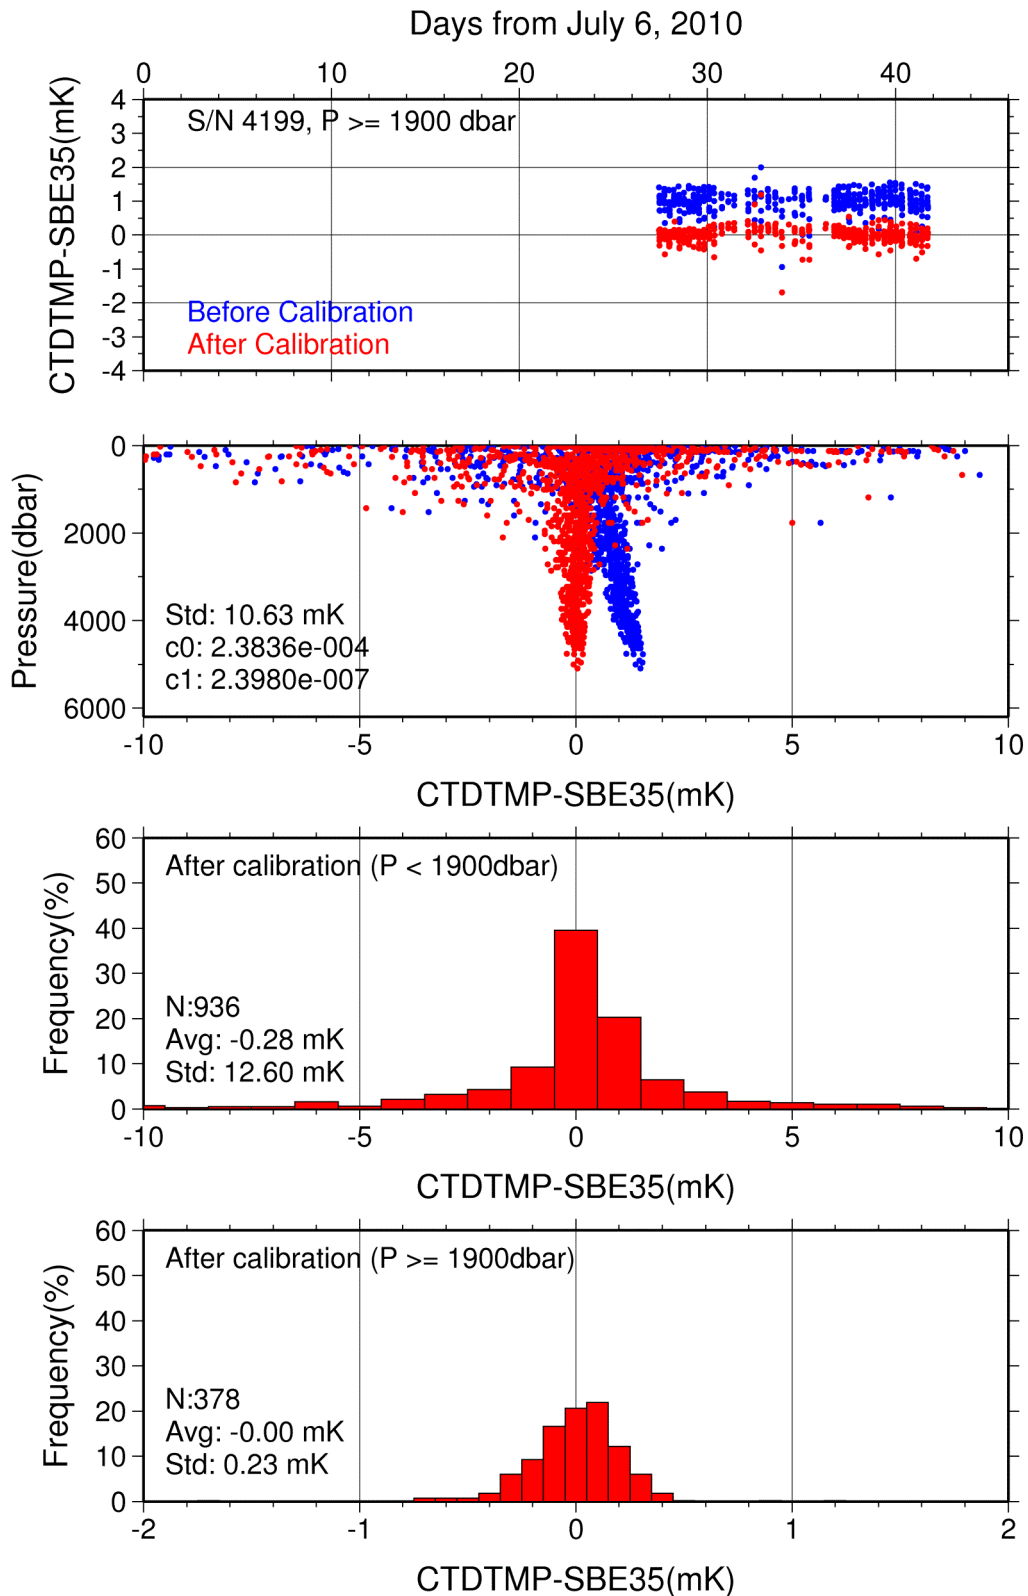 Days from July 6, 2010
0 10 20 30 40
CTDTMP-SBE35(mK)
4
3
2
1
0
-1
-2
-3
-4
S/N 4199, P >= 1900 dbar
Before Calibration
After Calibration
Pressure(dbar)
0
2000
4000
6000
Std: 10.63 mK
c0: 2.3836e-004
c1: 2.3980e-007
-10 -5 0 5 10
CTDTMP-SBE35(mK)
Frequency(%)
60
50
40
30
20
10
0
After calibration (P < 1900dbar)
N:936
Avg: -0.28 mK
Std: 12.60 mK
-10 -5 0 5 10
CTDTMP-SBE35(mK)
Frequency(%)
60
50
40
30
20
10
0
After calibration (P >= 1900dbar)
N:378
Avg: -0.00 mK
Std: 0.23 mK
-2 -1 0 1 2
CTDTMP-SBE35(mK)